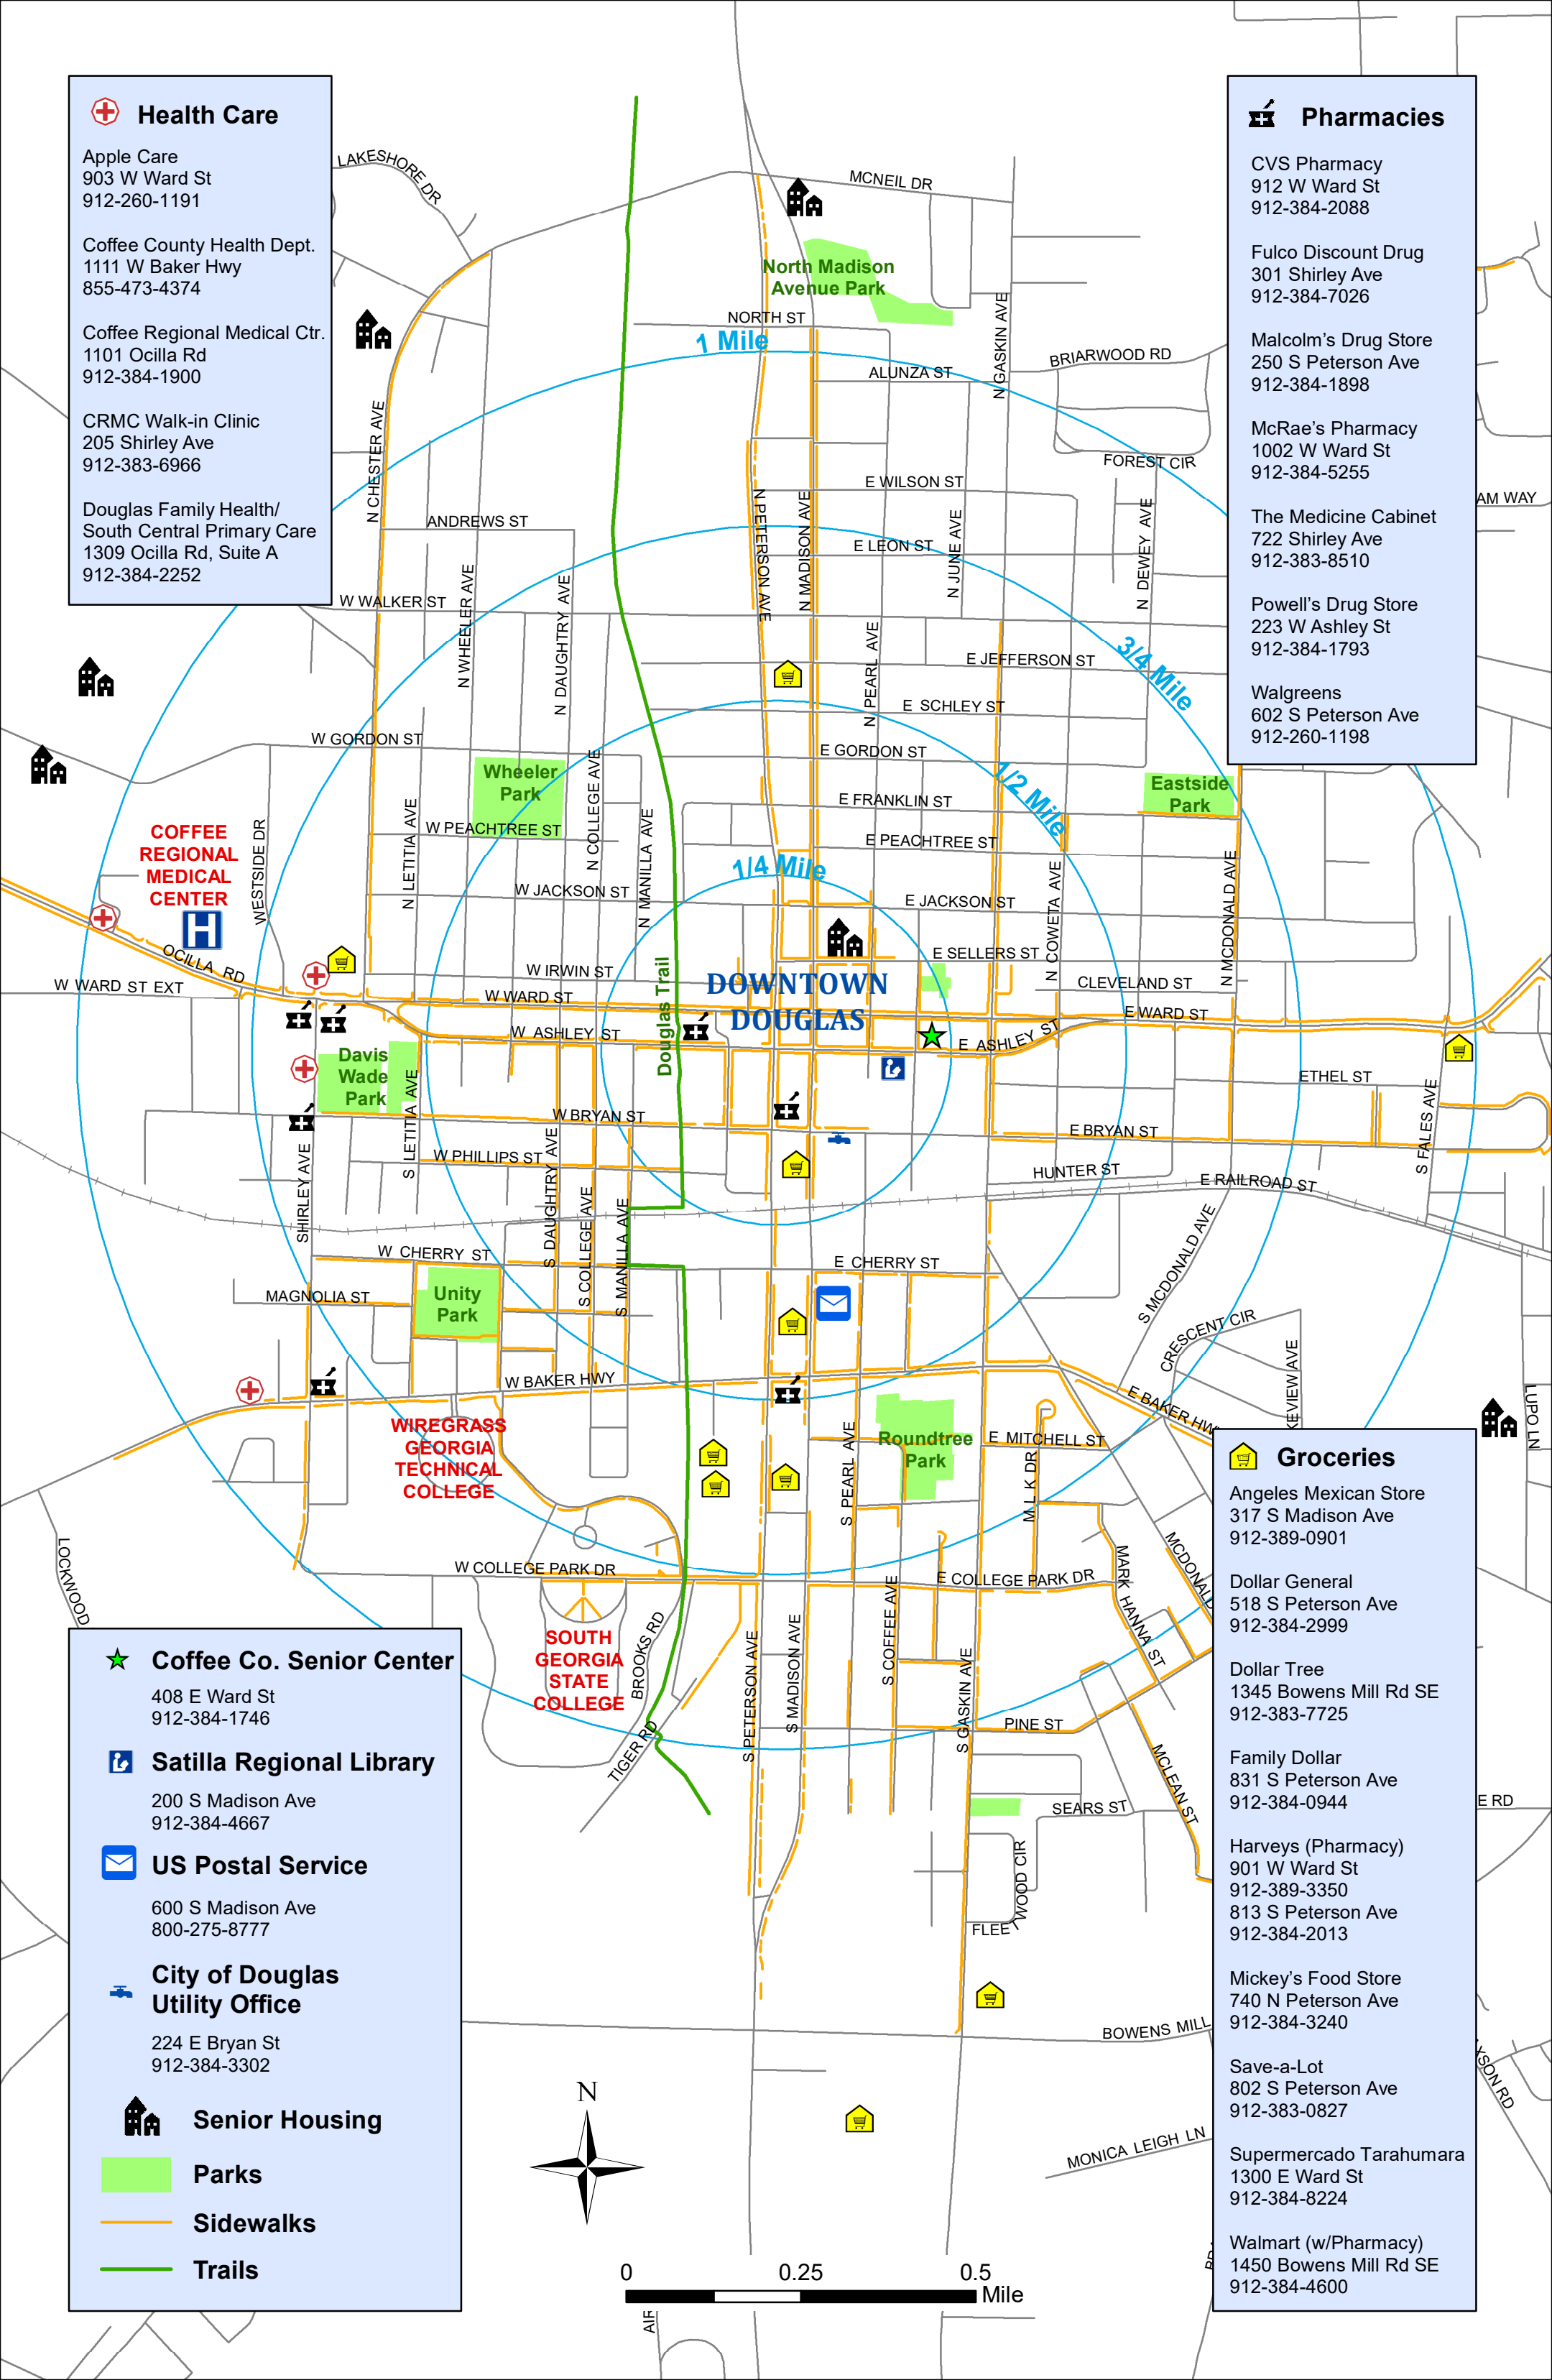 Health Care
Apple Care
903 W Ward St
912-260-1191
Coffee County Health Dept.
1111 W Baker Hwy
855-473-4374
Coffee Regional Medical Ctr.
1101 Ocilla Rd
912-384-1900
CRMC Walk-in Clinic
205 Shirley Ave
912-383-6966
Douglas Family Health/
South Central Primary Care
1309 Ocilla Rd, Suite A
912-384-2252
Pharmacies
CVS Pharmacy
912 W Ward St
912-384-2088
Fulco Discount Drug
301 Shirley Ave
912-384-7026
Malcolm's Drug Store
250 S Peterson Ave
912-384-1898
McRae's Pharmacy
1002 W Ward St
912-384-5255
The Medicine Cabinet
722 Shirley Ave
912-383-8510
Powell's Drug Store
223 W Ashley St
912-384-1793
Walgreens
602 S Peterson Ave
912-260-1198
LAKESHORE DR
MCNEIL DR
North Madison
Avenue Park
NORTH ST
1 Mile
N GASKIN AVE
BRIARWOOD RD
ALUNZA ST
N CHESTER AVE
FOREST CIR
E WILSON ST
AM WAY
ANDREWS ST
N PETERSON AVE
N MADISON AVE
N JUNE AVE
N DEWEY AVE
E LEON ST
W WALKER ST
N WHEELER AVE
N DAUGHTRY AVE
N PEARL AVE
E JEFFERSON ST
3/4 Mile
E SCHLEY ST
W GORDON ST
E GORDON ST
Wheeler
Park
N COLLEGE AVE
1/2 Mile
Eastside
Park
E FRANKLIN ST
W PEACHTREE ST
N MANILLA AVE
E PEACHTREE ST
COFFEE
REGIONAL
MEDICAL
CENTER
H
WESTSIDE DR
N LETITIA AVE
1/4 Mile
W JACKSON ST
E JACKSON ST
N COWETA AVE
N MCDONALD AVE
OCILLA RD
E SELLERS ST
W WARD ST EXT
W IRWIN ST
CLEVELAND ST
W WARD ST
DOWNTOWN
DOUGLAS
E WARD ST
W ASHLEY ST
Douglas Trail
E ASHLEY ST
Davis
Wade
Park
S LETITIA AVE
ETHEL ST
W BRYAN ST
E BRYAN ST
S FALES AVE
W PHILLIPS ST
SHIRLEY AVE
S DAUGHTRY AVE
S COLLEGE AVE
S MANILLA AVE
HUNTER ST
E RAILROAD ST
W CHERRY ST
E CHERRY ST
S MCDONALD AVE
MAGNOLIA ST
Unity
Park
CRESCENT CIR
KEVIEW AVE
W BAKER HWY
E BAKER HW
LUPO LN
WIREGRASS
GEORGIA
TECHNICAL
COLLEGE
S PEARL AVE
Roundtree
Park
E MITCHELL ST
M L K DR
LOCKWOOD
W COLLEGE PARK DR
E COLLEGE PARK DR
MARK HANNA ST
MCDONALD
SOUTH
GEORGIA
STATE
COLLEGE
BROOKS RD
S PETERSON AVE
S MADISON AVE
S COFFEE AVE
S GASKIN AVE
TIGER RD
PINE ST
MCLEAN ST
SEARS ST
E RD
FLEETWOOD CIR
BOWENS MILL
XSON RD
MONICA LEIGH LN
AIR
Groceries
Angeles Mexican Store
317 S Madison Ave
912-389-0901
Dollar General
518 S Peterson Ave
912-384-2999
Dollar Tree
1345 Bowens Mill Rd SE
912-383-7725
Family Dollar
831 S Peterson Ave
912-384-0944
Harveys (Pharmacy)
901 W Ward St
912-389-3350
813 S Peterson Ave
912-384-2013
Mickey's Food Store
740 N Peterson Ave
912-384-3240
Save-a-Lot
802 S Peterson Ave
912-383-0827
Supermercado Tarahumara
1300 E Ward St
912-384-8224
Walmart (w/Pharmacy)
1450 Bowens Mill Rd SE
912-384-4600
Coffee Co. Senior Center
408 E Ward St
912-384-1746
Satilla Regional Library
200 S Madison Ave
912-384-4667
US Postal Service
600 S Madison Ave
800-275-8777
City of Douglas
Utility Office
224 E Bryan St
912-384-3302
Senior Housing
Parks
Sidewalks
Trails
N
0 0.25 0.5
Mile